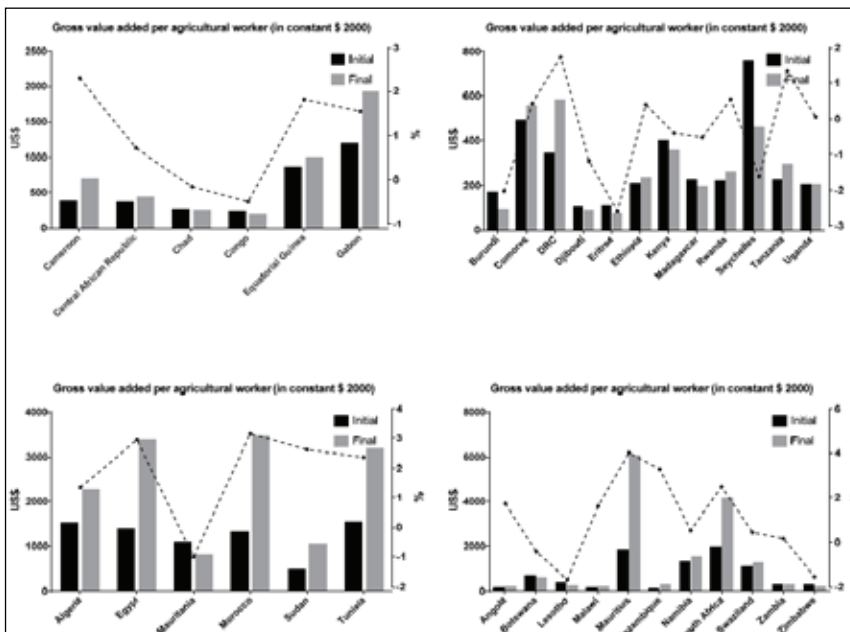 Gross value added per agricultural worker (in constant $ 2000)
2500
2000
1500
1000
500
0
US$
3
2
1
0
-1
%
Initial
Final
Cameroon
Central African Republic
Chad
Congo
Equatorial Guinea
Gabon
Gross value added per agricultural worker (in constant $ 2000)
800
600
400
200
0
US$
2
1
0
-1
-2
-3
%
Initial
Final
Burundi
Comores
DRC
Djibouti
Eritrea
Ethiopia
Kenya
Madagascar
Rwanda
Seychelles
Tanzania
Uganda
Gross value added per agricultural worker (in constant $ 2000)
4000
3000
2000
1000
0
US$
4
3
2
1
0
-1
-2
%
Initial
Final
Algeria
Egypt
Mauritania
Morocco
Sudan
Tunisia
Gross value added per agricultural worker (in constant $ 2000)
8000
6000
4000
2000
0
US$
6
4
2
0
-2
Initial
Final
Angola
Botswana
Lesotho
Malawi
Mauritius
Namibia
Swaziland
Zambia
Zimbabwe